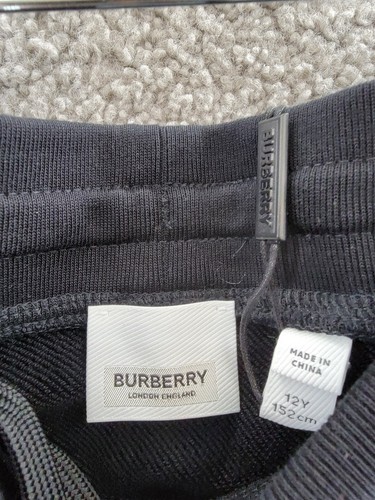 BURBERRY
BURBERRY
LONDON ENGLAND
MADE IN
CHINA
12Y
152cm